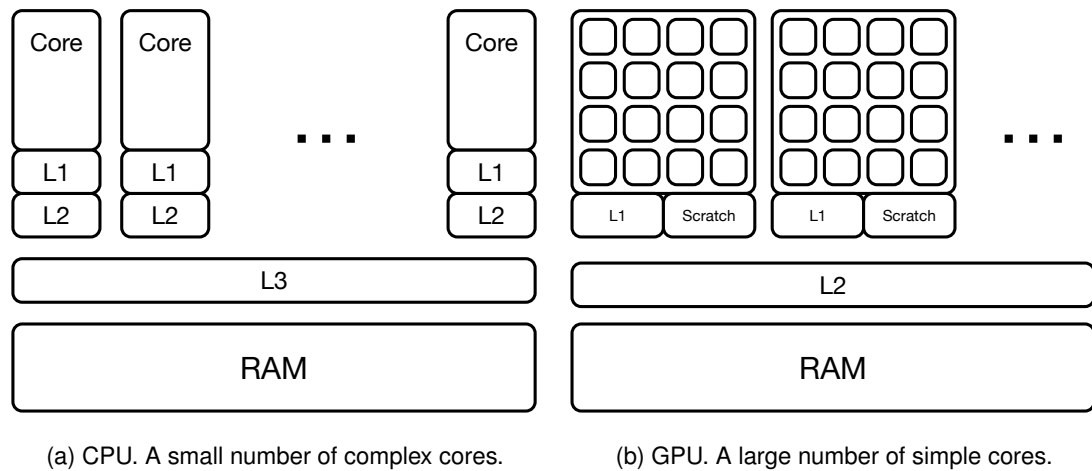 Core Core Core
L1 L1 L1
L2 L2 L2
L3
RAM
(a) CPU. A small number of complex cores.
L1 Scratch L1 Scratch
L2
RAM
(b) GPU. A large number of simple cores.